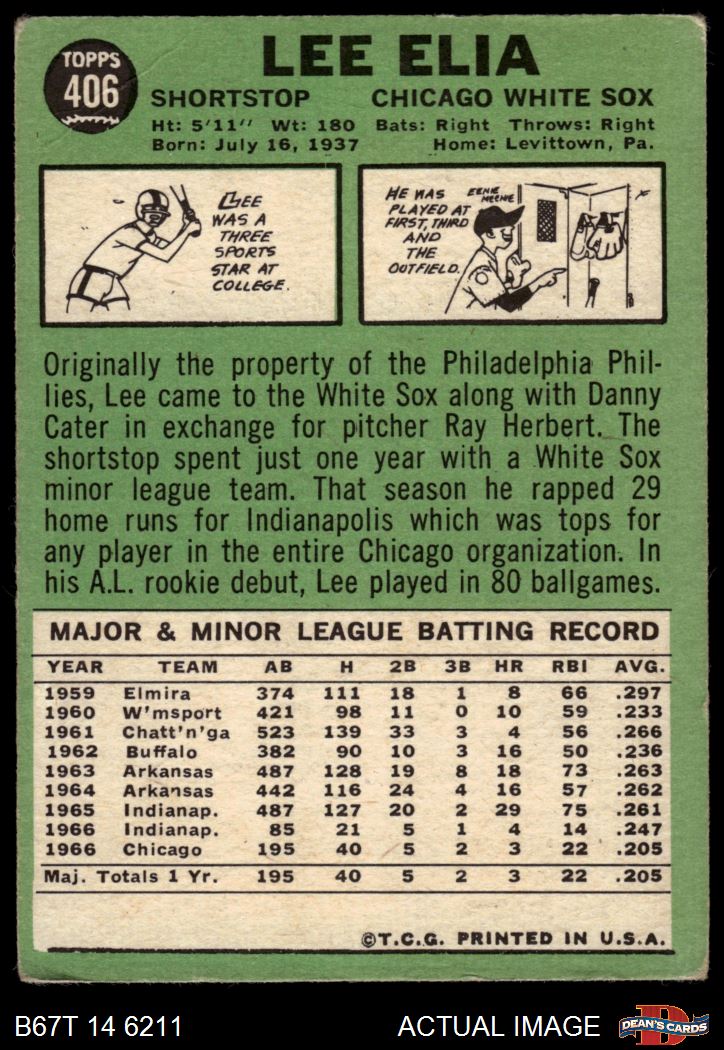 TOPPS
406
LEE ELIA
SHORTSTOP CHICAGO WHITE SOX
Ht: 5'11" Wt: 180 Bats: Right Throws: Right
Born: July 16, 1937 Home: Levittown, Pa.
LEE
WAS A
THREE
SPORTS
STAR AT
COLLEGE.
HE WAS
PLAYED AT
FIRST, THIRD
AND
THE
OUTFIELD.
EENIE
MEENIE
Originally the property of the Philadelphia Phil-
lies, Lee came to the White Sox along with Danny
Cater in exchange for pitcher Ray Herbert. The
shortstop spent just one year with a White Sox
minor league team. That season he rapped 29
home runs for Indianapolis which was tops for
any player in the entire Chicago organization. In
his A.L. rookie debut, Lee played in 80 ballgames.
MAJOR & MINOR LEAGUE BATTING RECORD
YEAR TEAM AB H 2B 3B HR RBI AVG.
1959 Elmira 374 111 18 1 8 66 .297
1960 W'msport 421 98 11 0 10 59 .233
1961 Chatt'n'ga 523 139 33 3 4 56 .266
1962 Buffalo 382 90 10 3 16 50 .236
1963 Arkansas 487 128 19 8 18 73 .263
1964 Arkansas 442 116 24 4 16 57 .262
1965 Indianap. 487 127 20 2 29 75 .261
1966 Indianap. 85 21 5 1 4 14 .247
1966 Chicago 195 40 5 2 3 22 .205
Maj. Totals 1 Yr. 195 40 5 2 3 22 .205
©T.C.G. PRINTED IN U.S.A.
B67T 14 6211 ACTUAL IMAGE
D
DEAN'S CARDS